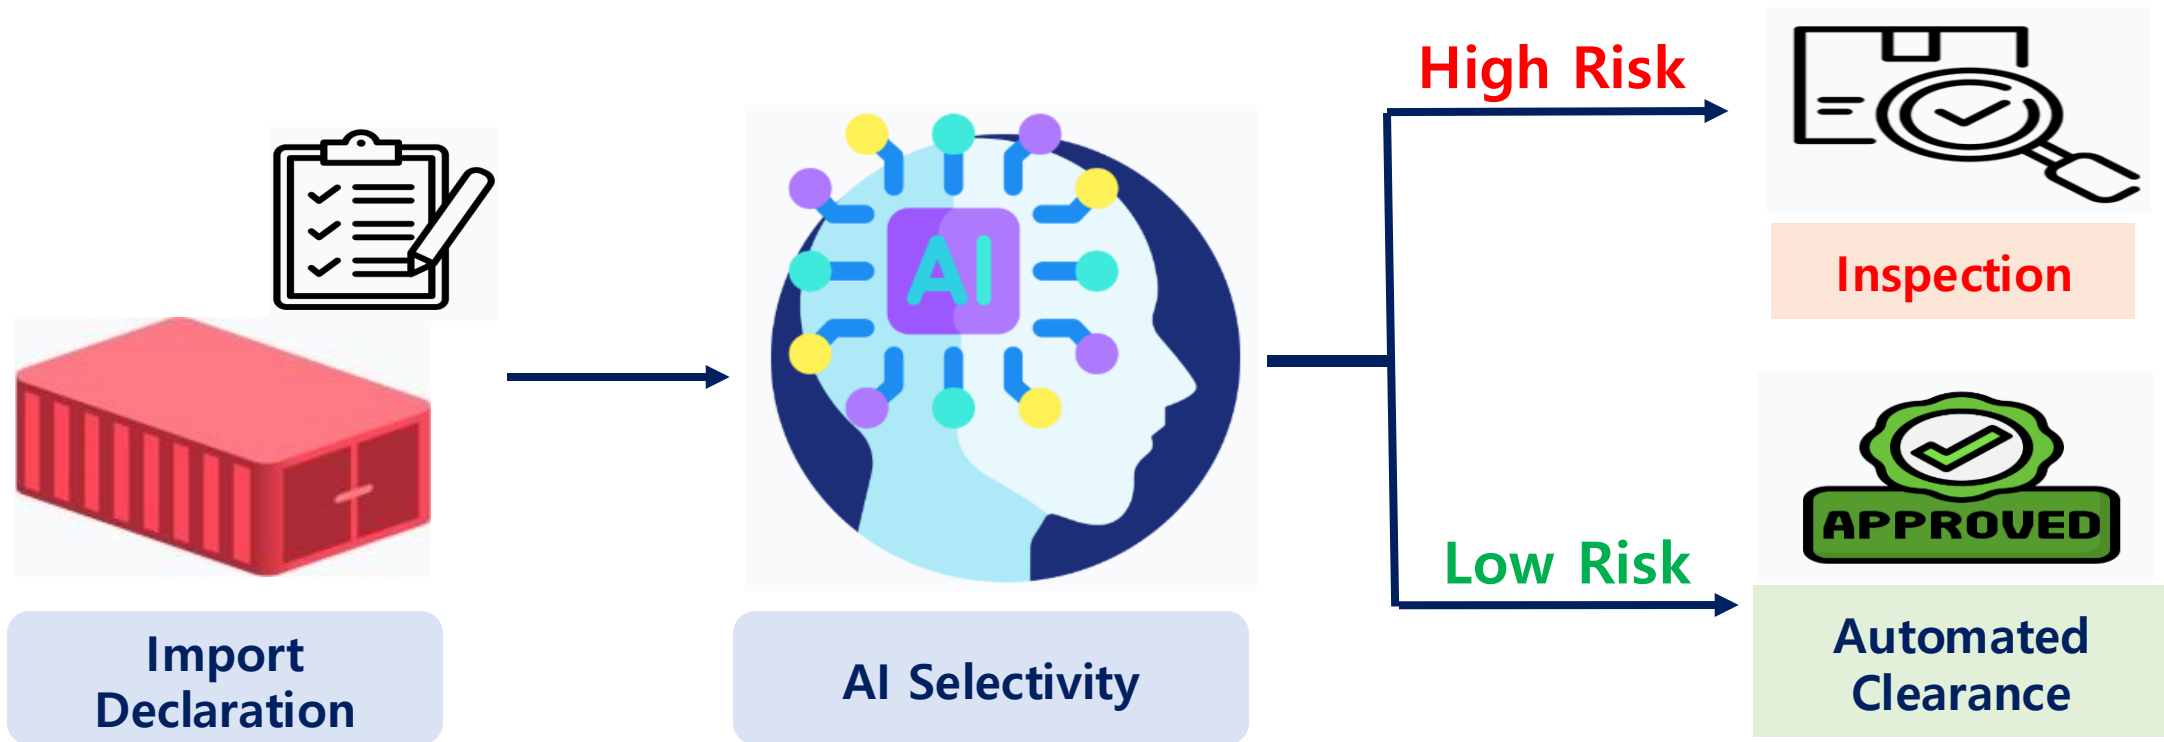 High Risk
Inspection
AI
Low Risk
APPROVED
Import
Declaration
AI Selectivity
Automated
Clearance